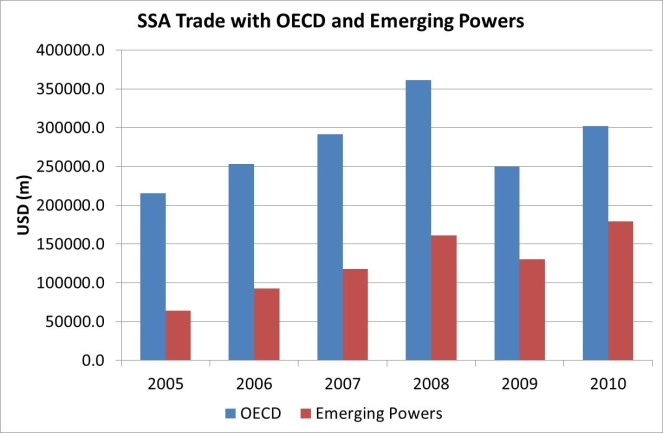 SSA Trade with OECD and Emerging Powers
400000.0
350000.0
300000.0
250000.0
200000.0
150000.0
100000.0
50000.0
0.0
USD (m)
2005 2006 2007 2008 2009 2010
OECD Emerging Powers